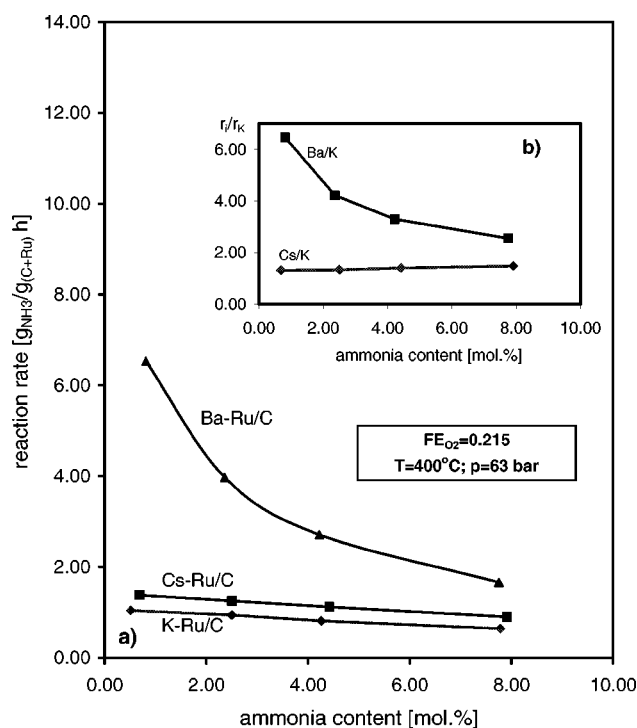 14.00
12.00
10.00
8.00
6.00
4.00
2.00
0.00
reaction rate [gNH3/g(C+Ru) h]
ri/rK
6.00
4.00
2.00
0.00
b)
Ba/K
Cs/K
0.00 2.00 4.00 6.00 8.00 10.00
ammonia content [mol.%]
Ba-Ru/C
FEO2=0.215
T=400°C; p=63 bar
Cs-Ru/C
K-Ru/C
a)
0.00 2.00 4.00 6.00 8.00 10.00
ammonia content [mol.%]